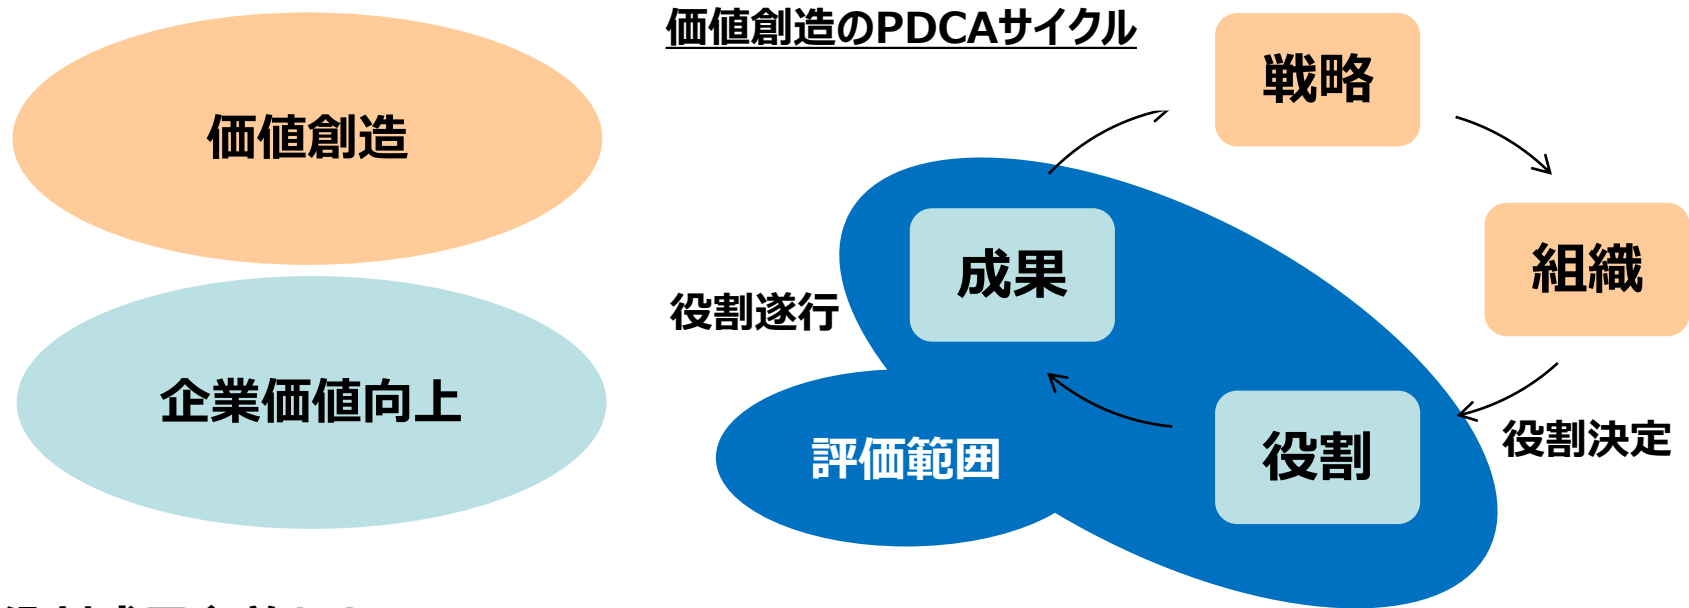 価値創造のPDCAサイクル
価値創造
企業価値向上
戦略
組織
役割決定
役割
役割遂行
成果
評価範囲